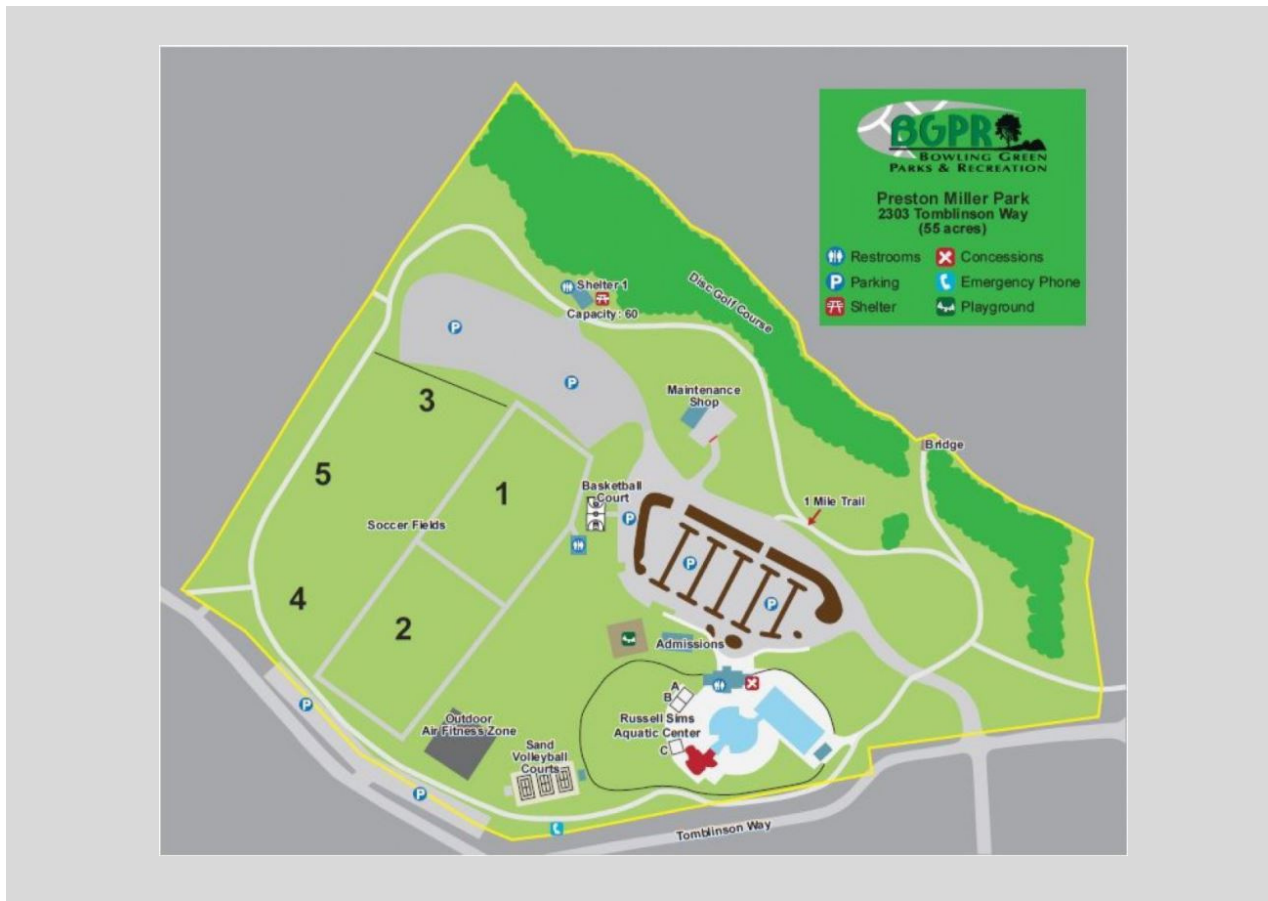 BGPR
BOWLING GREEN
PARKS & RECREATION
Preston Miller Park
2303 Tomblinson Way
(55 acres)
Restrooms
Concessions
P Parking
Emergency Phone
Shelter
Playground
Shelter 1
Capacity: 60
Disc Golf Course
P
P
Maintenance
Shop
3
Bridge
5
1
Basketball
Court
1 Mile Trail
P
Soccer Fields
P
4
2
P
Admissions
A
B
P
Russell Sims
Aquatic Center
C
Outdoor
Air Fitness Zone
Sand
Volleyball
Courts
P
Tomblinson Way